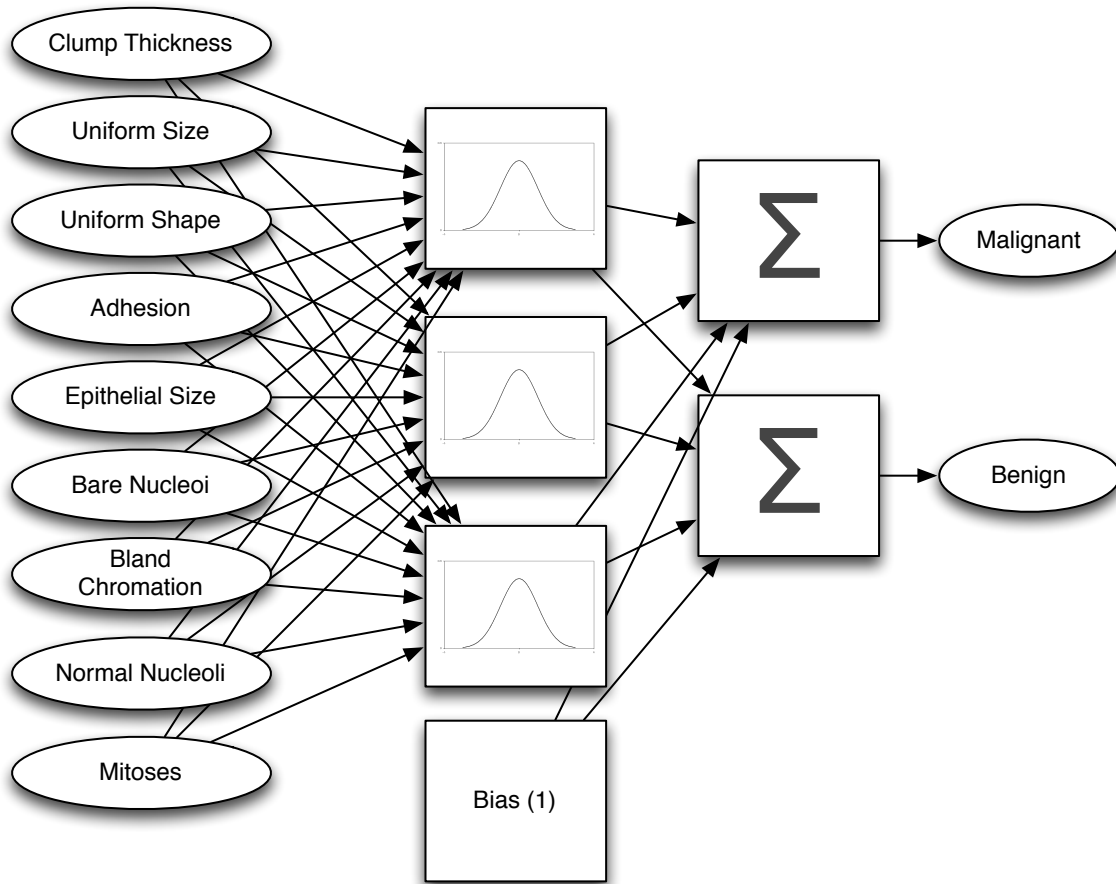 Clump Thickness
Uniform Size
Uniform Shape
Adhesion
Epithelial Size
Bare Nucleoi
Bland
Chromation
Normal Nucleoli
Mitoses
Bias (1)
Σ
Σ
Malignant
Benign